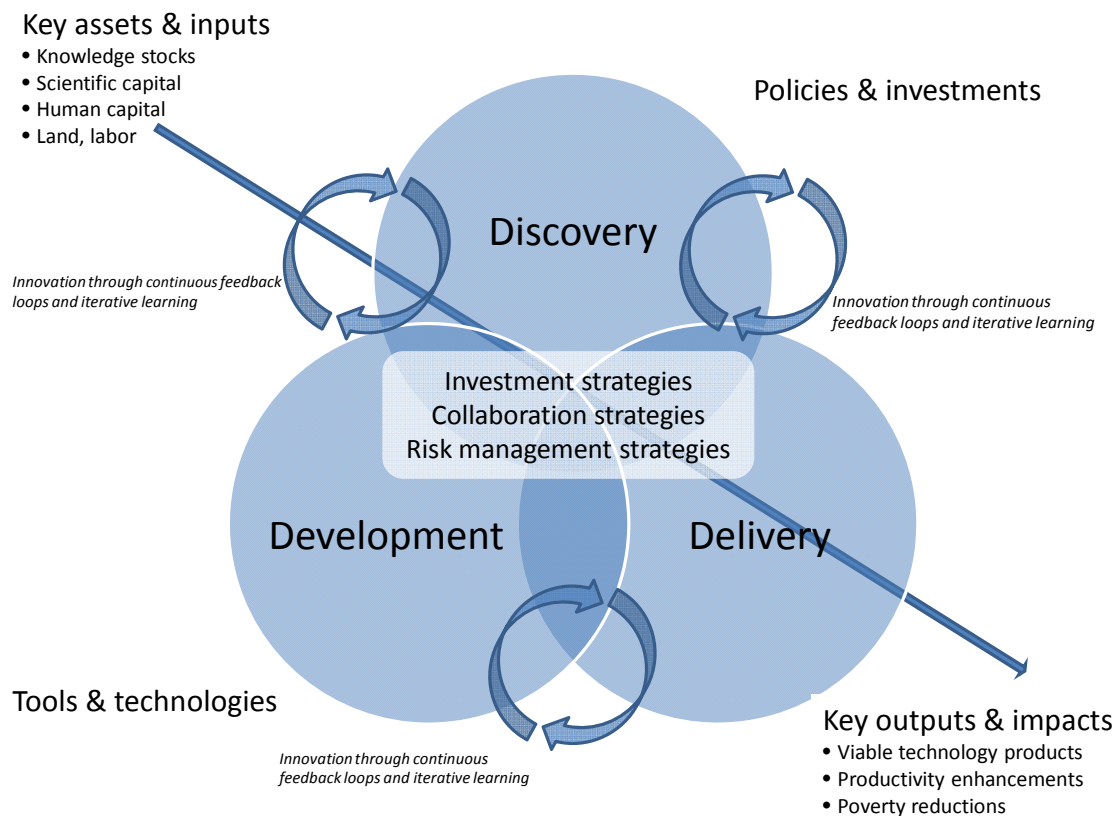 Key assets & inputs
• Knowledge stocks
• Scientific capital
• Human capital
• Land, labor
Policies & investments
Discovery
Innovation through continuous feedback
loops and iterative learning
Innovation through continuous
feedback loops and iterative learning
Investment strategies
Collaboration strategies
Risk management strategies
Development
Delivery
Tools & technologies
Innovation through continuous
feedback loops and iterative learning
Key outputs & impacts
• Viable technology products
• Productivity enhancements
• Poverty reductions